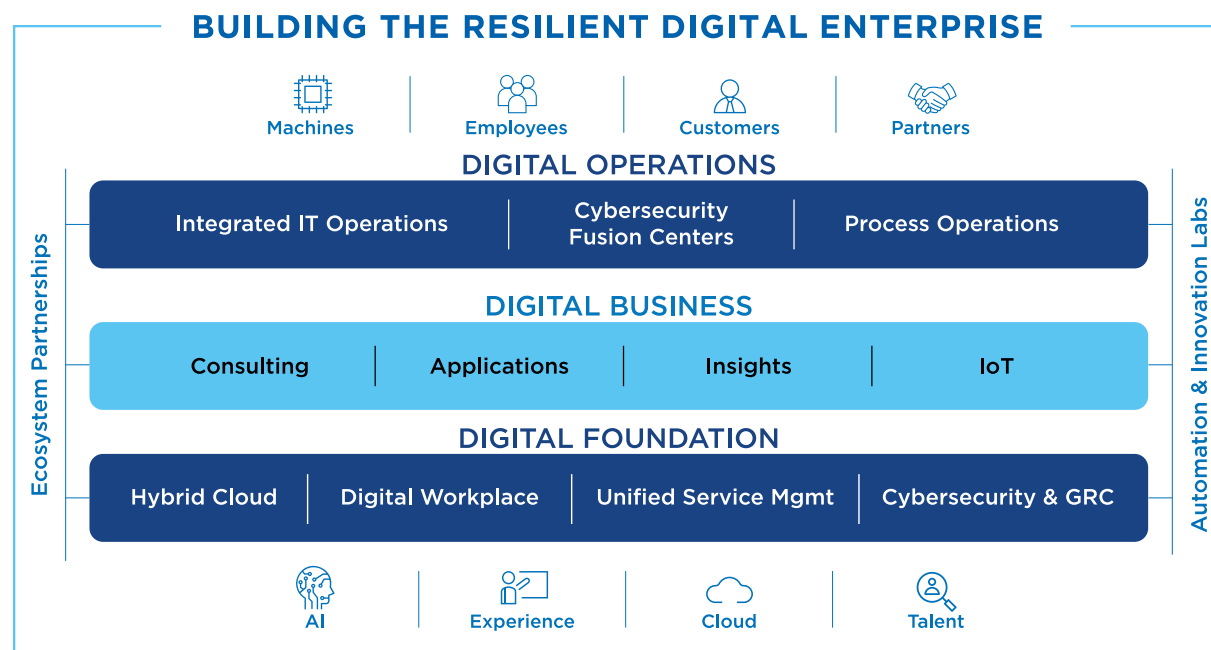 BUILDING THE RESILIENT DIGITAL ENTERPRISE
Machines
Employees
Customers
Partners
DIGITAL OPERATIONS
Integrated IT Operations
Cybersecurity
Fusion Centers
Process Operations
Ecosystem Partnerships
Automation & Innovation Labs
DIGITAL BUSINESS
Consulting
Applications
Insights
IoT
DIGITAL FOUNDATION
Hybrid Cloud
Digital Workplace
Unified Service Mgmt
Cybersecurity & GRC
AI
Experience
Cloud
Talent